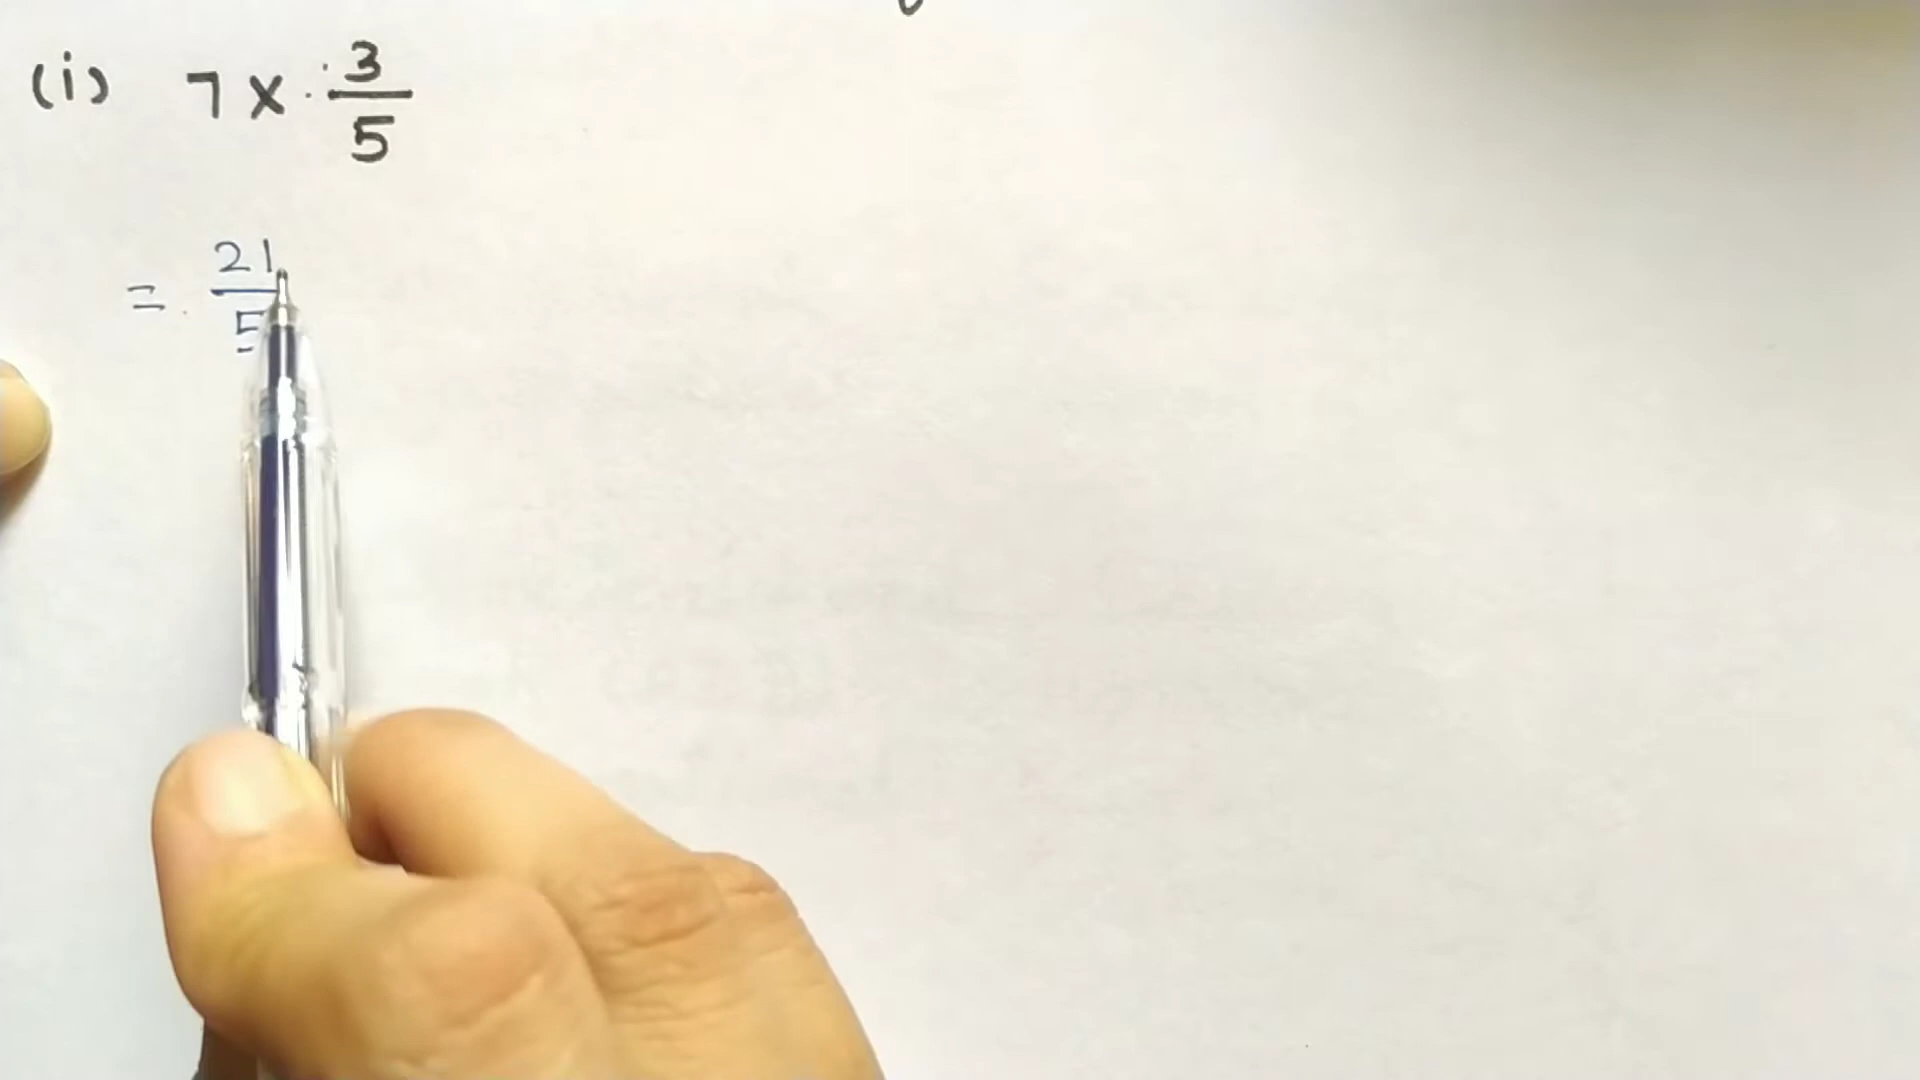 (i) 7 × 3/5
= 21/5